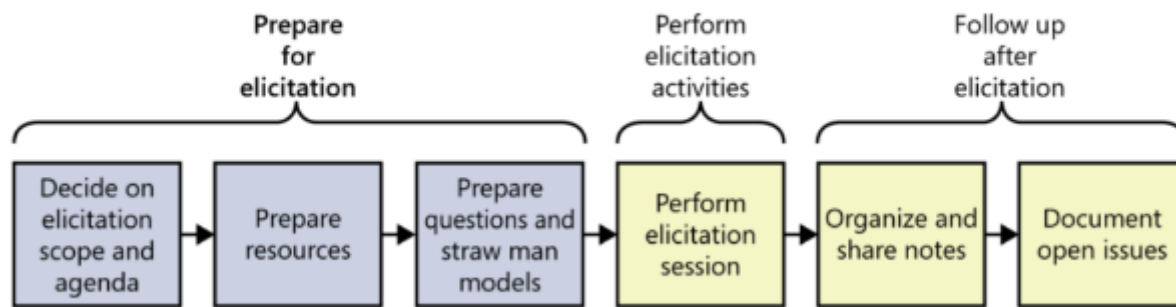 Prepare
for
elicitation
Perform
elicitation
activities
Follow up
after
elicitation
Decide on
elicitation
scope and
agenda
Prepare
resources
Prepare
questions and
straw man
models
Perform
elicitation
session
Organize and
share notes
Document
open issues